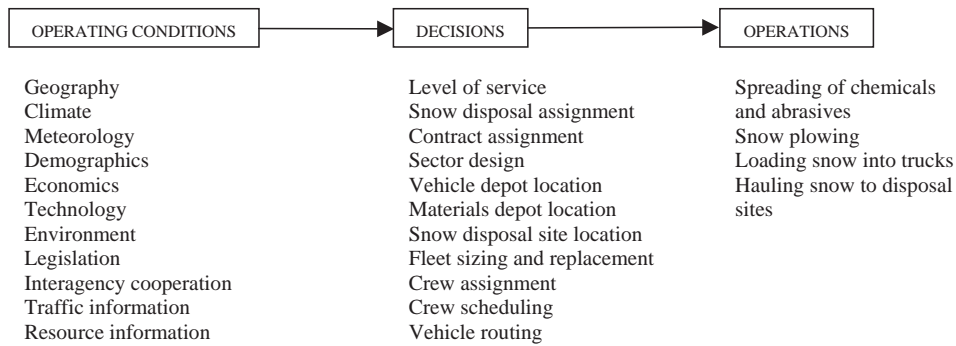 OPERATING CONDITIONS
Geography
Climate
Meteorology
Demographics
Economics
Technology
Environment
Legislation
Interagency cooperation
Traffic information
Resource information
DECISIONS
Level of service
Snow disposal assignment
Contract assignment
Sector design
Vehicle depot location
Materials depot location
Snow disposal site location
Fleet sizing and replacement
Crew assignment
Crew scheduling
Vehicle routing
OPERATIONS
Spreading of chemicals
and abrasives
Snow plowing
Loading snow into trucks
Hauling snow to disposal
sites